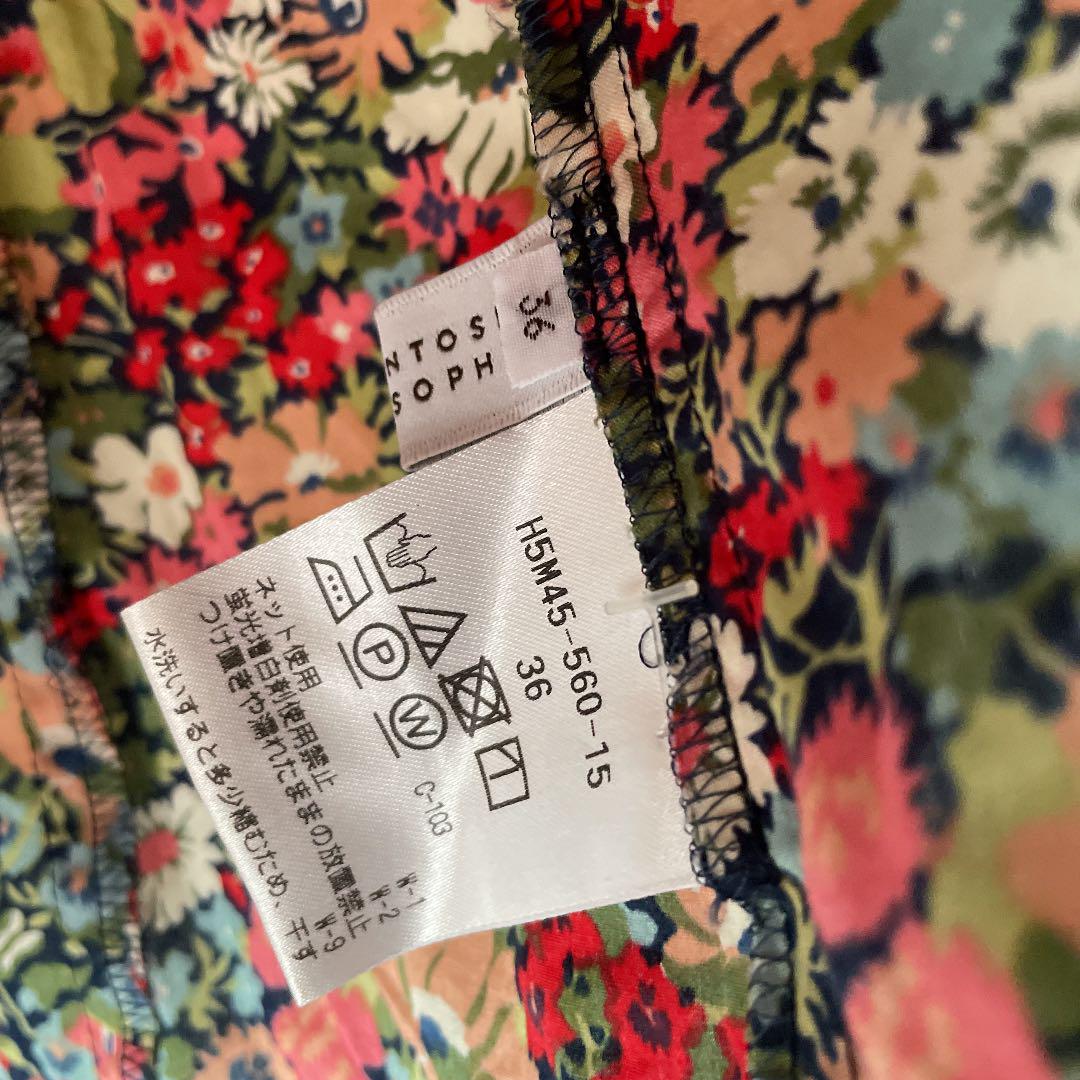 NTOS
SOPH
36
H5M45-560-15
36
P
W
C-103
ネット使用 W-1
蛍光増白剤使用禁止 W-2
つけ置きや濡れたままの放置禁止 W-9
水洗いすると多少縮むため、干す